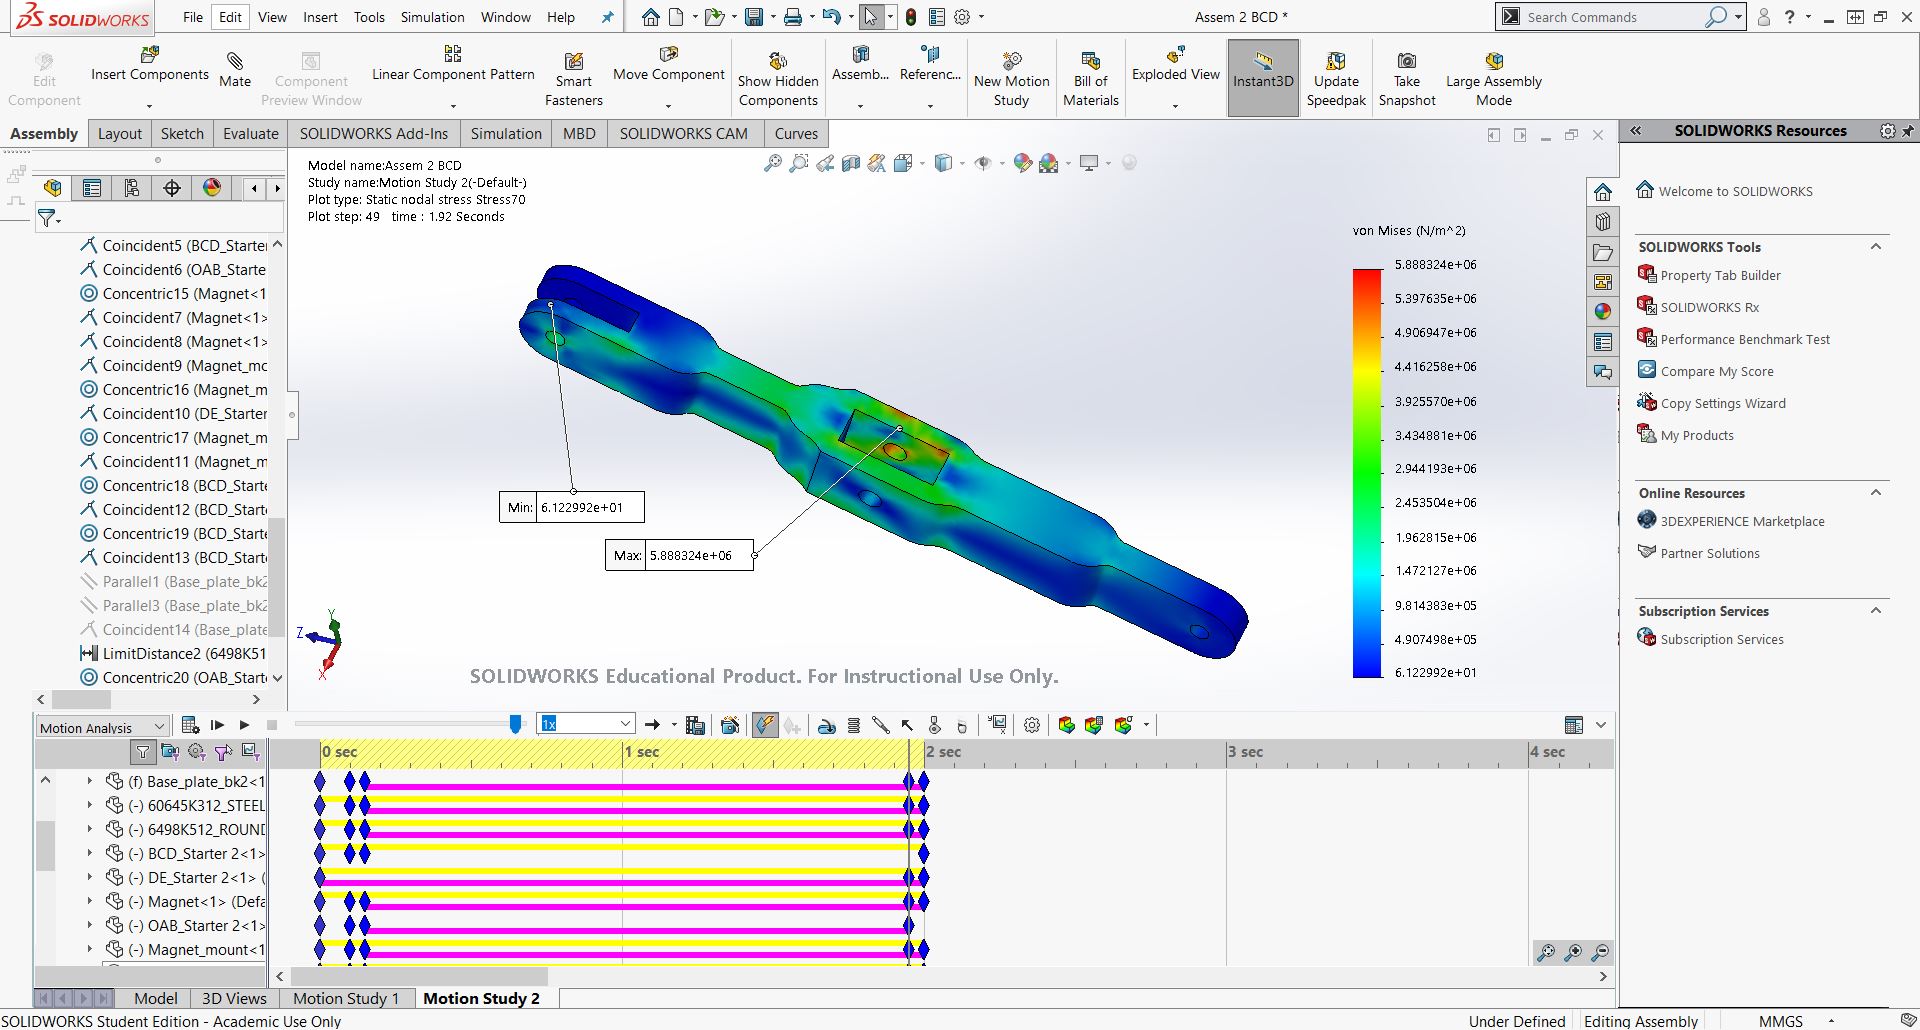 SOLIDWORKS
File Edit View Insert Tools Simulation Window Help
Assem 2 BCD *
Search Commands
Edit Component
Insert Components
Mate
Component Preview Window
Linear Component Pattern
Smart Fasteners
Move Component
Show Hidden Components
Assemb...
Referenc...
New Motion Study
Bill of Materials
Exploded View
Instant3D
Update Speedpak
Take Snapshot
Large Assembly Mode
Assembly Layout Sketch Evaluate SOLIDWORKS Add-Ins Simulation MBD SOLIDWORKS CAM Curves
Coincident5 (BCD_Starter
Coincident6 (OAB_Starte
Concentric15 (Magnet<1
Coincident7 (Magnet<1>
Coincident8 (Magnet<1>
Coincident9 (Magnet_mc
Concentric16 (Magnet_m
Coincident10 (DE_Starter
Concentric17 (Magnet_m
Coincident11 (Magnet_m
Concentric18 (BCD_Starte
Coincident12 (BCD_Starte
Concentric19 (BCD_Starte
Coincident13 (BCD_Starte
Parallel1 (Base_plate_bk2
Parallel3 (Base_plate_bk2
Coincident14 (Base_plate
LimitDistance2 (6498K51
Concentric20 (OAB_Starte
Model name:Assem 2 BCD
Study name:Motion Study 2(-Default-)
Plot type: Static nodal stress Stress70
Plot step: 49 time : 1.92 Seconds
von Mises (N/m^2)
5.888324e+06
5.397635e+06
4.906947e+06
4.416258e+06
3.925570e+06
3.434881e+06
2.944193e+06
2.453504e+06
1.962815e+06
1.472127e+06
9.814383e+05
4.907498e+05
6.122992e+01
Min: 6.122992e+01
Max: 5.888324e+06
Y
Z
X
SOLIDWORKS Educational Product. For Instructional Use Only.
SOLIDWORKS Resources
Welcome to SOLIDWORKS
SOLIDWORKS Tools
Property Tab Builder
SOLIDWORKS Rx
Performance Benchmark Test
Compare My Score
Copy Settings Wizard
My Products
Online Resources
3DEXPERIENCE Marketplace
Partner Solutions
Subscription Services
Subscription Services
Motion Analysis
1x
0 sec 1 sec 2 sec 3 sec 4 sec
(f) Base_plate_bk2<1
(-) 60645K312_STEEL
(-) 6498K512_ROUND
(-) BCD_Starter 2<1>
(-) DE_Starter 2<1> (
(-) Magnet<1> (Defa
(-) OAB_Starter 2<1>
(-) Magnet_mount<1
Model 3D Views Motion Study 1 Motion Study 2
SOLIDWORKS Student Edition - Academic Use Only
Under Defined Editing Assembly MMGS